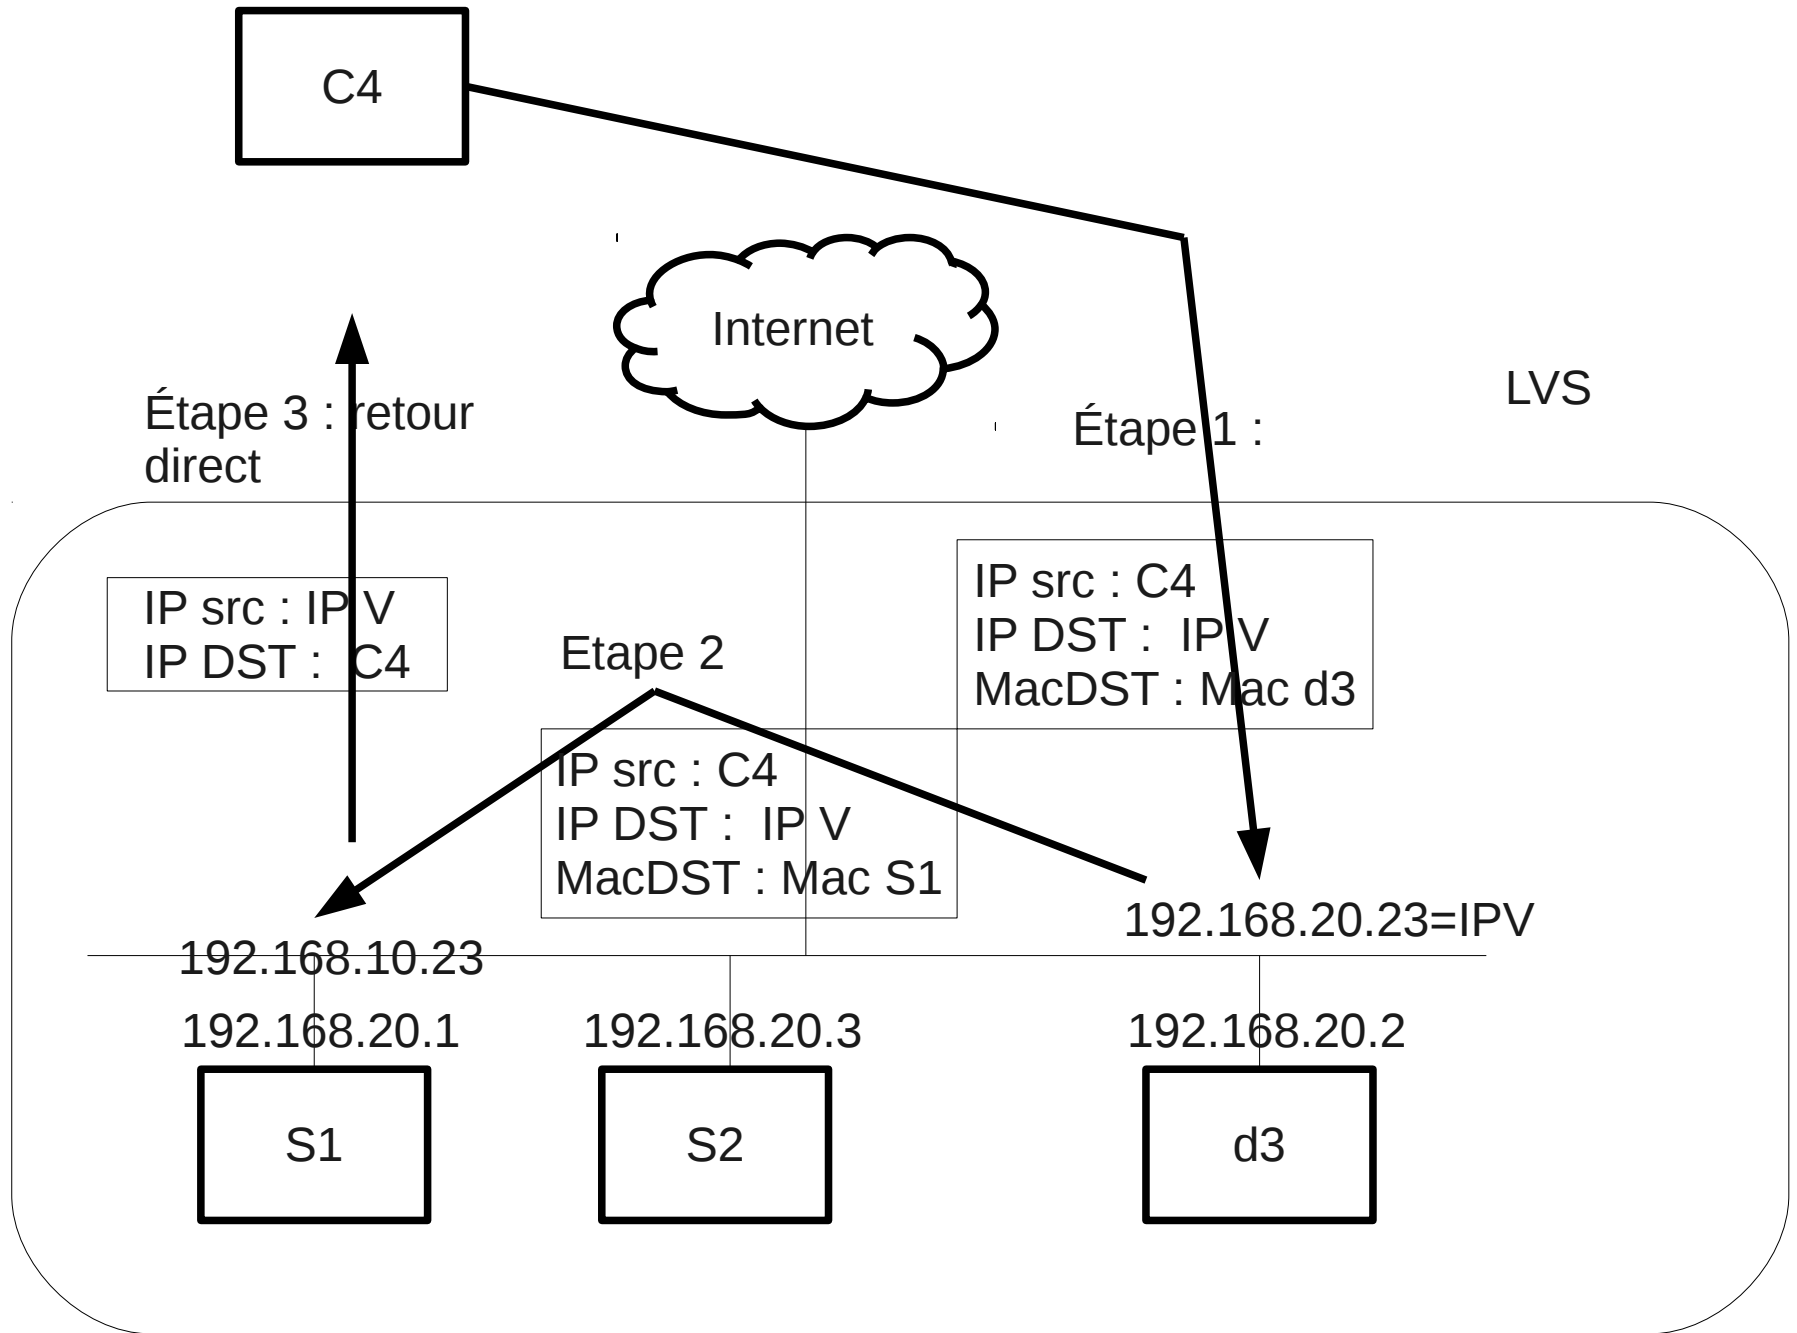 C4
Internet
LVS
Étape 3 : retour
direct
Étape 1 :
IP src : C4
IP DST :  IP V
MacDST : Mac d3
IP src : IP V
IP DST :  C4
Etape 2
IP src : C4
IP DST :  IP V
MacDST : Mac S1
192.168.20.23=IPV
192.168.10.23
192.168.20.1
192.168.20.3
192.168.20.2
S1
S2
d3